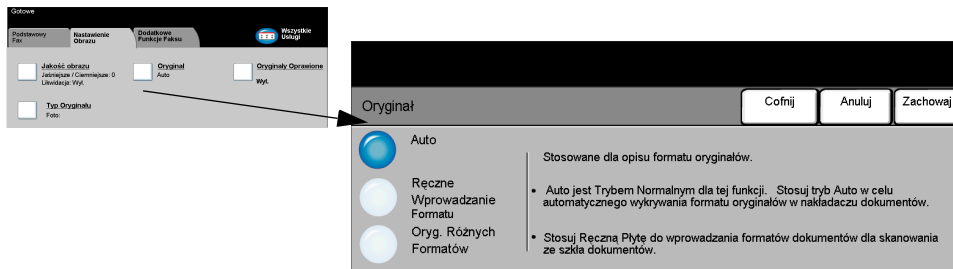 Gotowe
Podstawowy
Fax
Nastawienie
Obrazu
Dodatkowe
Funkcje Faksu
Wszystkie
Usługi
Jakość obrazu
Jaśniejsze / Ciemniejsze: 0
Likwidacja: Wył.
Oryginał
Auto
Oryginały Oprawione
Wył.
Typ Oryginału
Foto:
Oryginał
Cofnij
Anuluj
Zachowaj
Auto
Ręczne
Wprowadzanie
Formatu
Oryg. Różnych
Formatów
Stosowane dla opisu formatu oryginałów.
• Auto jest Trybem Normalnym dla tej funkcji. Stosuj tryb Auto w celu
automatycznego wykrywania formatu oryginałów w nakładaczu dokumentów.
• Stosuj Ręczną Płytę do wprowadzania formatów dokumentów dla skanowania
ze szkła dokumentów.